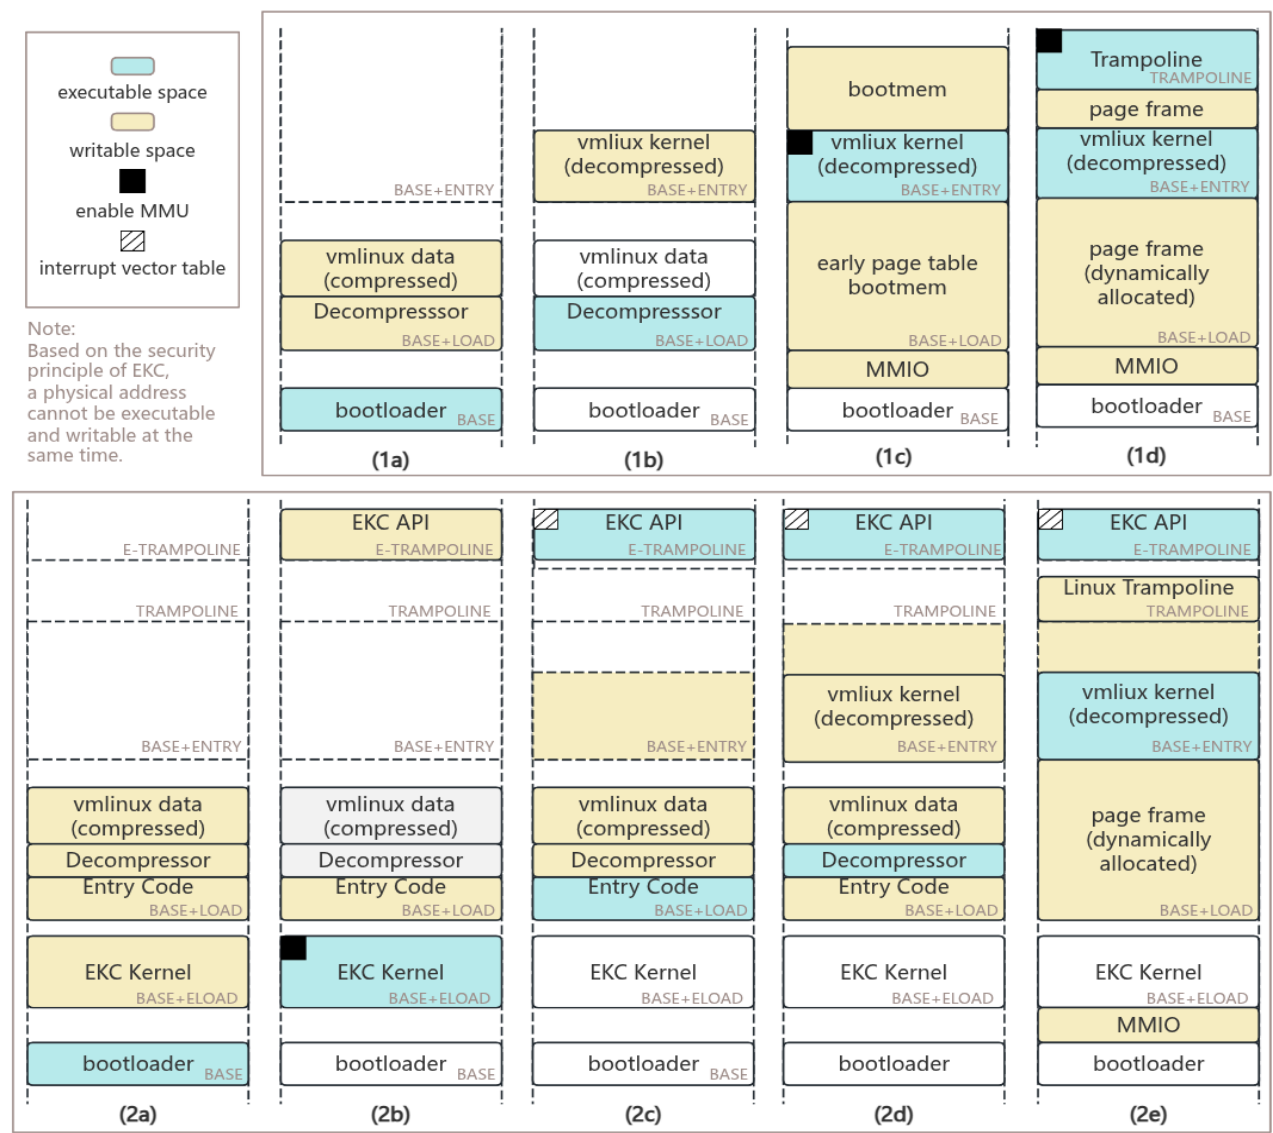 executable space
writable space
enable MMU
interrupt vector table
Note:
Based on the security
principle of EKC,
a physical address
cannot be executable
and writable at the
same time.
BASE+ENTRY
vmlinux data
(compressed)
Decompresssor
BASE+LOAD
bootloader
BASE
(1a)
vmliux kernel
(decompressed)
BASE+ENTRY
vmlinux data
(compressed)
Decompresssor
BASE+LOAD
bootloader
BASE
(1b)
bootmem
vmliux kernel
(decompressed)
BASE+ENTRY
early page table
bootmem
BASE+LOAD
MMIO
bootloader
BASE
(1c)
Trampoline
TRAMPOLINE
page frame
vmliux kernel
(decompressed)
BASE+ENTRY
page frame
(dynamically
allocated)
BASE+LOAD
MMIO
bootloader
BASE
(1d)
E-TRAMPOLINE
TRAMPOLINE
BASE+ENTRY
vmlinux data
(compressed)
Decompressor
Entry Code
BASE+LOAD
EKC Kernel
BASE+ELOAD
bootloader
BASE
(2a)
EKC API
E-TRAMPOLINE
TRAMPOLINE
BASE+ENTRY
vmlinux data
(compressed)
Decompressor
Entry Code
BASE+LOAD
EKC Kernel
BASE+ELOAD
bootloader
BASE
(2b)
EKC API
E-TRAMPOLINE
TRAMPOLINE
BASE+ENTRY
vmlinux data
(compressed)
Decompressor
Entry Code
BASE+LOAD
EKC Kernel
BASE+ELOAD
bootloader
BASE
(2c)
EKC API
E-TRAMPOLINE
TRAMPOLINE
vmliux kernel
(decompressed)
BASE+ENTRY
vmlinux data
(compressed)
Decompressor
Entry Code
BASE+LOAD
EKC Kernel
BASE+ELOAD
bootloader
(2d)
EKC API
E-TRAMPOLINE
Linux Trampoline
TRAMPOLINE
vmliux kernel
(decompressed)
BASE+ENTRY
page frame
(dynamically
allocated)
BASE+LOAD
EKC Kernel
BASE+ELOAD
MMIO
bootloader
(2e)